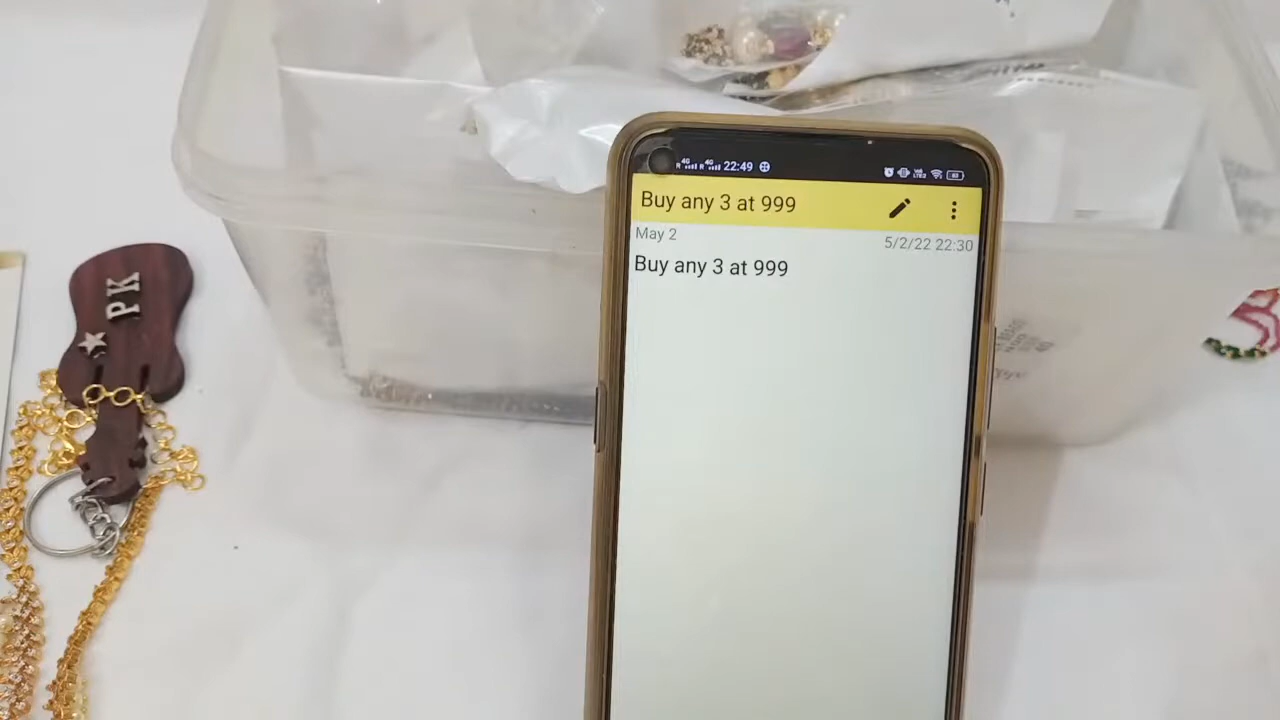 PK
22:49
Buy any 3 at 999
May 2
5/2/22 22:30
Buy any 3 at 999